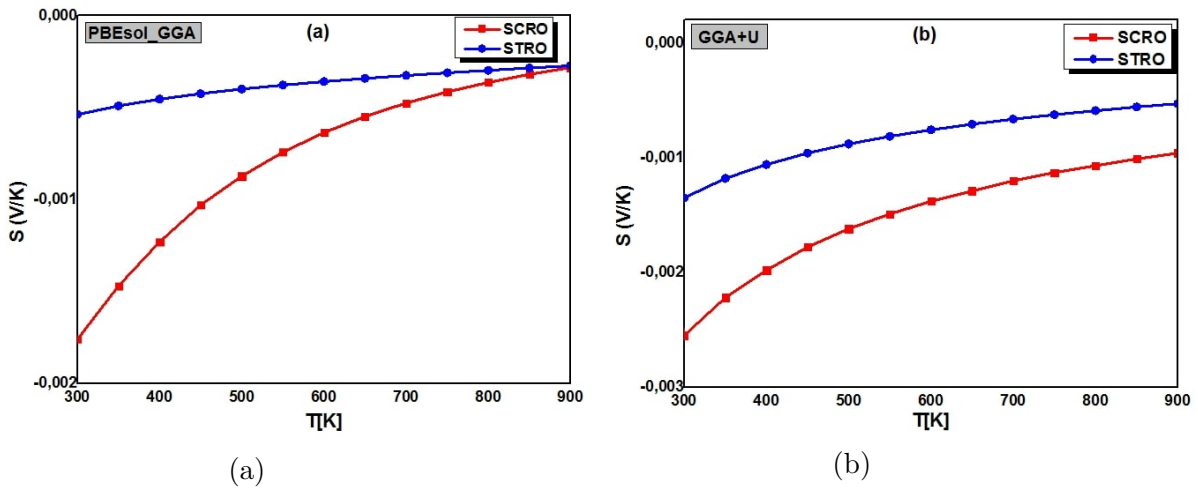 PBEsol_GGA
(a)
SCRO
STRO
0,000
-0,001
-0,002
S (V/K)
300 400 500 600 700 800 900
T[K]
(a)
GGA+U
(b)
SCRO
STRO
0,000
-0,001
-0,002
-0,003
S (V/K)
300 400 500 600 700 800 900
T[K]
(b)